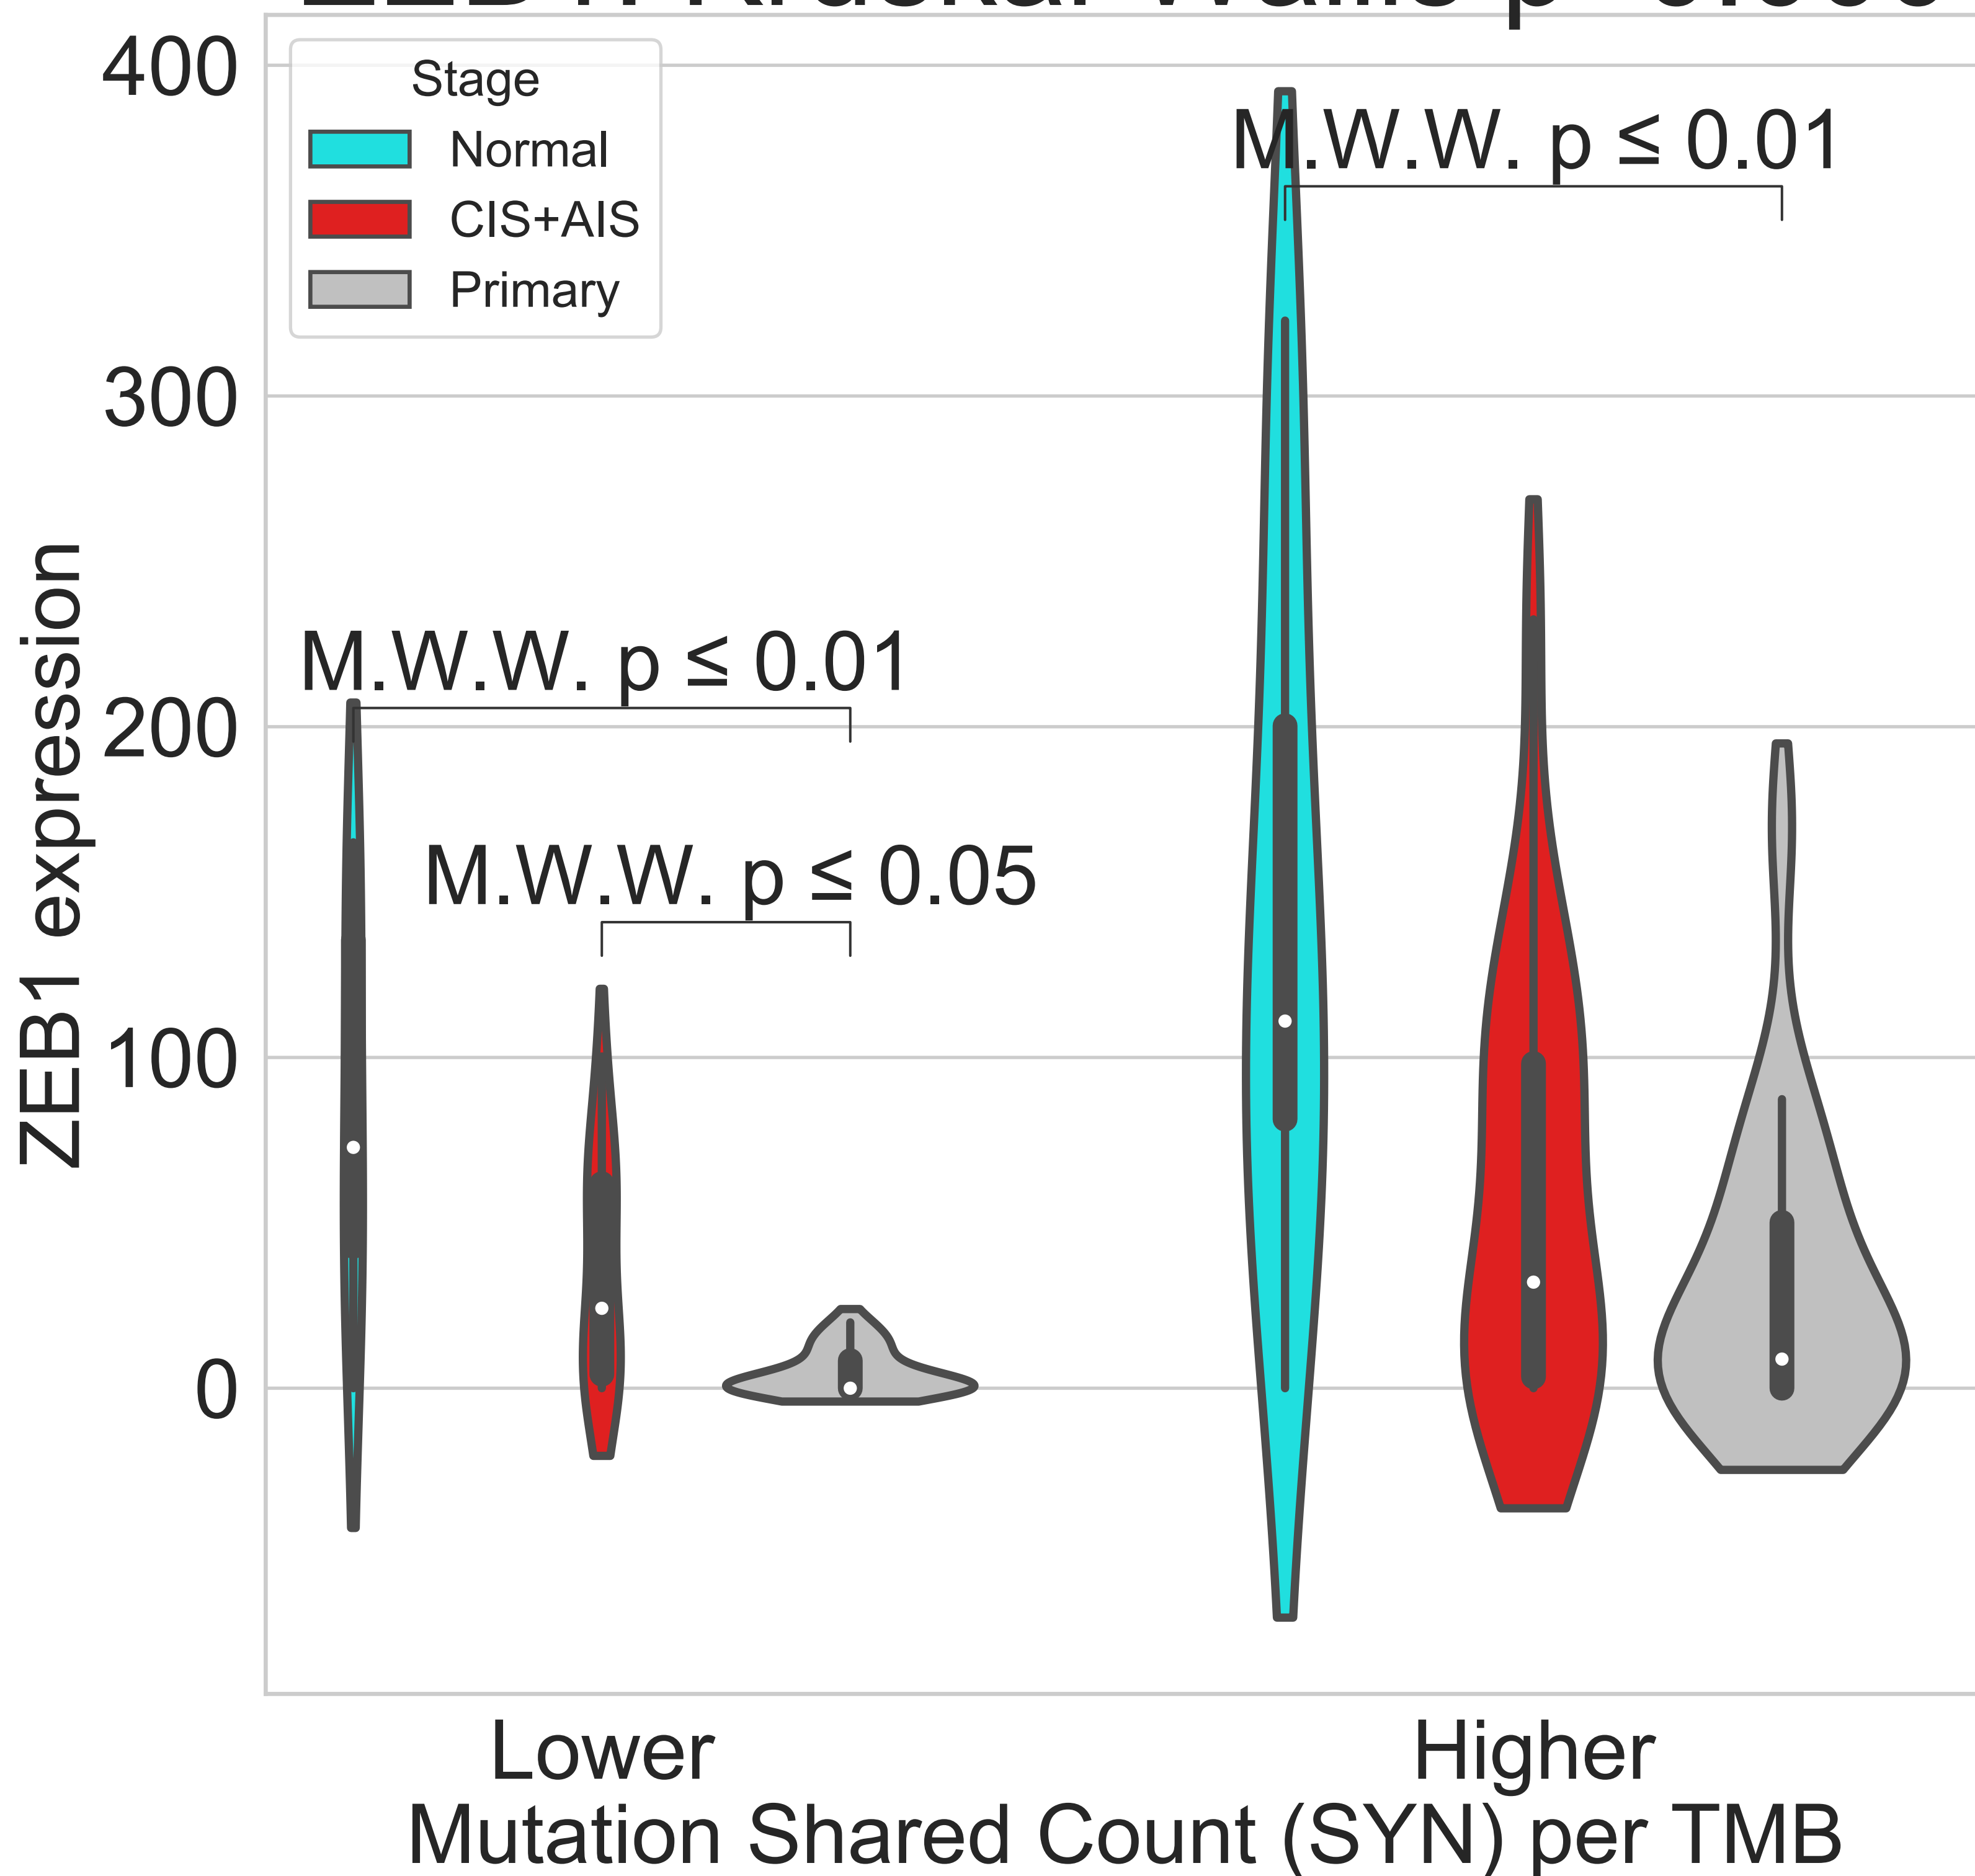 400
300
200
100
0
ZEB1 expression
Stage
Normal
CIS+AIS
Primary
M.W.W. p ≤ 0.01
M.W.W. p ≤ 0.01
M.W.W. p ≤ 0.05
Lower
Higher
Mutation Shared Count (SYN) per TMB